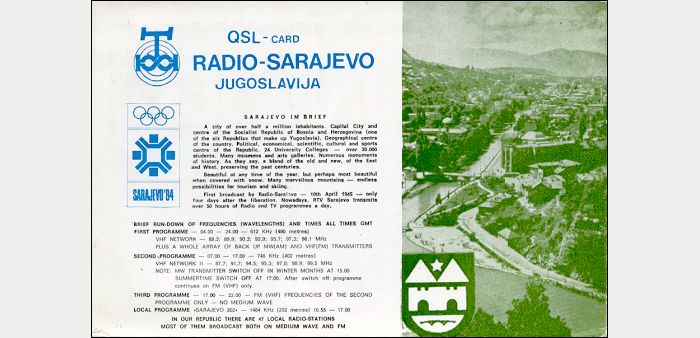 QSL - CARD
RADIO-SARAJEVO
JUGOSLAVIJA
SARAJEVO '84
SARAJEVO IN BRIEF
A city of over half a million inhabitants. Capital City and
centre of the Socialist Republic of Bosnia and Herzegovina (one
of the six Republics that make up Yugoslavia). Geographical centre
of the country. Political, economical, scientific, cultural and sports
centre of the Republic. 24 University Colleges — over 30.000
students. Many museums and arts galleries. Numerous monuments
of history. As they say, a blend of the old and new, of the East
and West, preserving the past centuries.
Beautiful at any time of the year, but perhaps most beautiful
when covered with snow. Many marvellous mountains — endless
possibilities for tourism and skiing.
First broadcast by Radio-Sarajevo — 10th April 1945 — only
four days after the liberation. Nowadays, RTV Sarajevo transmits
over 50 hours of Radio and TV programmes a day.
BRIEF RUN-DOWN OF FREQUENCIES (WAVELENGTHS) AND TIMES ALL TIMES GMT
FIRST PROGRAMME — 04.00 — 24.00 — 612 KHz (490 metres)
VHF NETWORK — 89,3; 89,9; 90,3; 92,9; 95,7; 97,3; 98,1 MHz
PLUS A WHOLE ARRAY OF BACK UP MW(AM) AND VHF(FM) TRANSMITTERS
SECOND PROGRAMME — 07.00 — 17.00 — 746 KHz (402 metres)
VHF NETWORK II — 87,7; 91,7; 94,5; 95,3; 97,0; 98,9; 99,5 MHz
NOTE: MW TRANSMITTER SWITCH OFF IN WINTER MONTHS AT 15.00
SUMMERTIME SWITCH OFF AT 17.00. After switch off programme
continues on FM (VHF) only.
THIRD PROGRAMME — 17.00 — 22.00 — FM (VHF) FREQUENCIES OF THE SECOND
PROGRAMME ONLY — NO MEDIUM WAVE
LOCAL PROGRAMME «SARAJEVO 202» — 1484 KHz (202 metres) 10.55 — 17.00
IN OUR REPUBLIC THERE ARE 47 LOCAL RADIO-STATIONS
MOST OF THEM BROADCAST BOTH ON MEDIUM WAVE AND FM